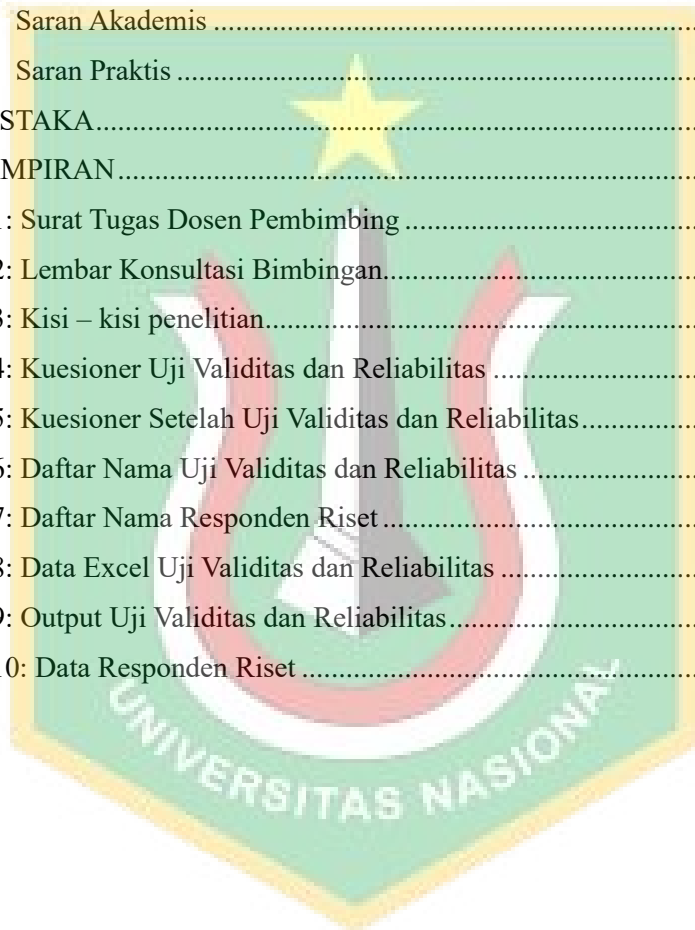 Saran Akademis ..........................................................................
Saran Praktis ...............................................................................
STAKA..........................................................................................
MPIRAN.......................................................................................
: Surat Tugas Dosen Pembimbing ...............................................
2: Lembar Konsultasi Bimbingan.................................................
3: Kisi – kisi penelitian.................................................................
4: Kuesioner Uji Validitas dan Reliabilitas ..................................
5: Kuesioner Setelah Uji Validitas dan Reliabilitas......................
6: Daftar Nama Uji Validitas dan Reliabilitas ..............................
7: Daftar Nama Responden Riset .................................................
8: Data Excel Uji Validitas dan Reliabilitas .................................
9: Output Uji Validitas dan Reliabilitas........................................
10: Data Responden Riset ............................................................
UNIVERSITAS NASIONAL